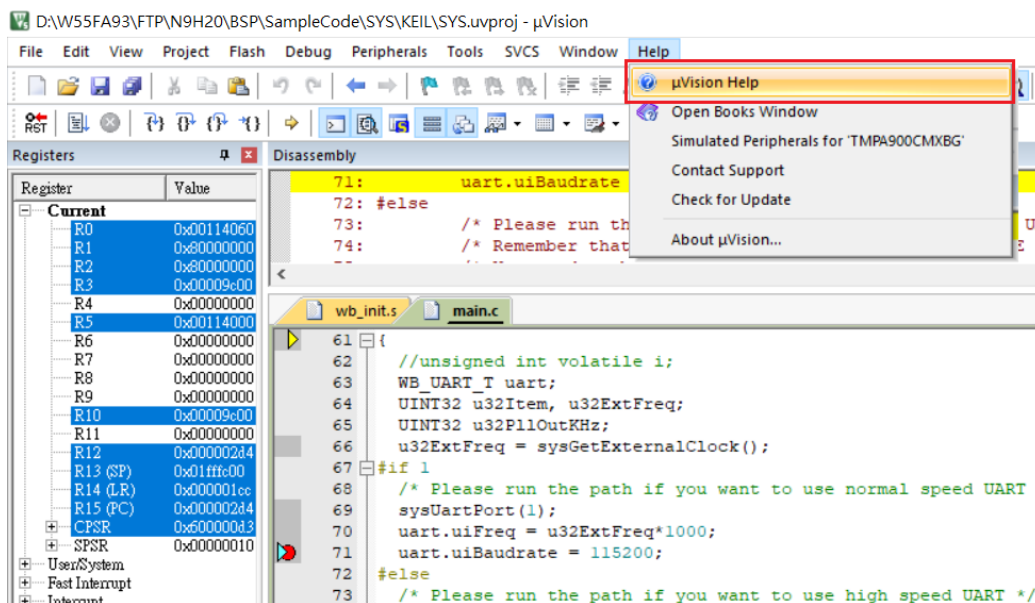 D:\W55FA93\FTP\N9H20\BSP\SampleCode\SYS\KEIL\SYS.uvproj - µVision
File Edit View Project Flash Debug Peripherals Tools SVCS Window Help
µVision Help
Open Books Window
Simulated Peripherals for 'TMPA900CMXBG'
Contact Support
Check for Update
About µVision...
RST
Registers
Register Value
Current
R0 0x00114060
R1 0x80000000
R2 0x80000000
R3 0x00009c00
R4 0x00000000
R5 0x00114000
R6 0x00000000
R7 0x00000000
R8 0x00000000
R9 0x00000000
R10 0x00009c00
R11 0x00000000
R12 0x000002d4
R13 (SP) 0x01fffc00
R14 (LR) 0x000001cc
R15 (PC) 0x000002d4
CPSR 0x600000d3
SPSR 0x00000010
User/System
Fast Interrupt
Interrupt
Disassembly
71: uart.uiBaudrate
72: #else
73: /* Please run th
74: /* Remember that
wb_init.s main.c
61 {
62 //unsigned int volatile i;
63 WB_UART_T uart;
64 UINT32 u32Item, u32ExtFreq;
65 UINT32 u32PllOutKHz;
66 u32ExtFreq = sysGetExternalClock();
67 #if 1
68 /* Please run the path if you want to use normal speed UART
69 sysUartPort(1);
70 uart.uiFreq = u32ExtFreq*1000;
71 uart.uiBaudrate = 115200;
72 #else
73 /* Please run the path if you want to use high speed UART */